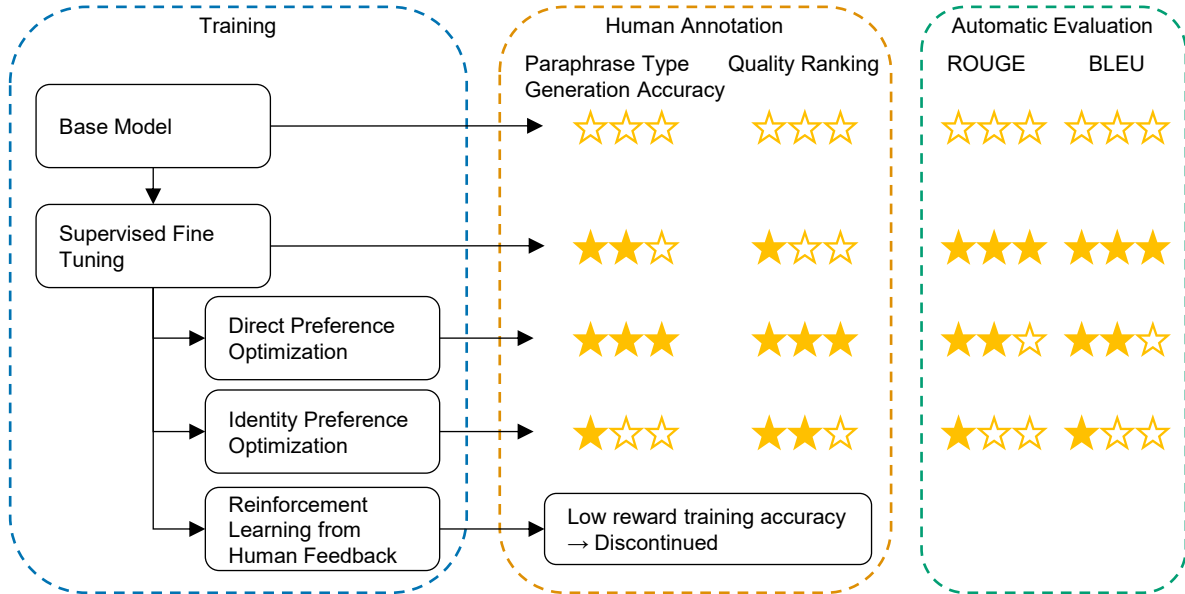 Training
Human Annotation
Automatic Evaluation
Paraphrase Type
Generation Accuracy
Quality Ranking
ROUGE
BLEU
Base Model
Supervised Fine
Tuning
Direct Preference
Optimization
Identity Preference
Optimization
Reinforcement
Learning from
Human Feedback
Low reward training accuracy
→ Discontinued